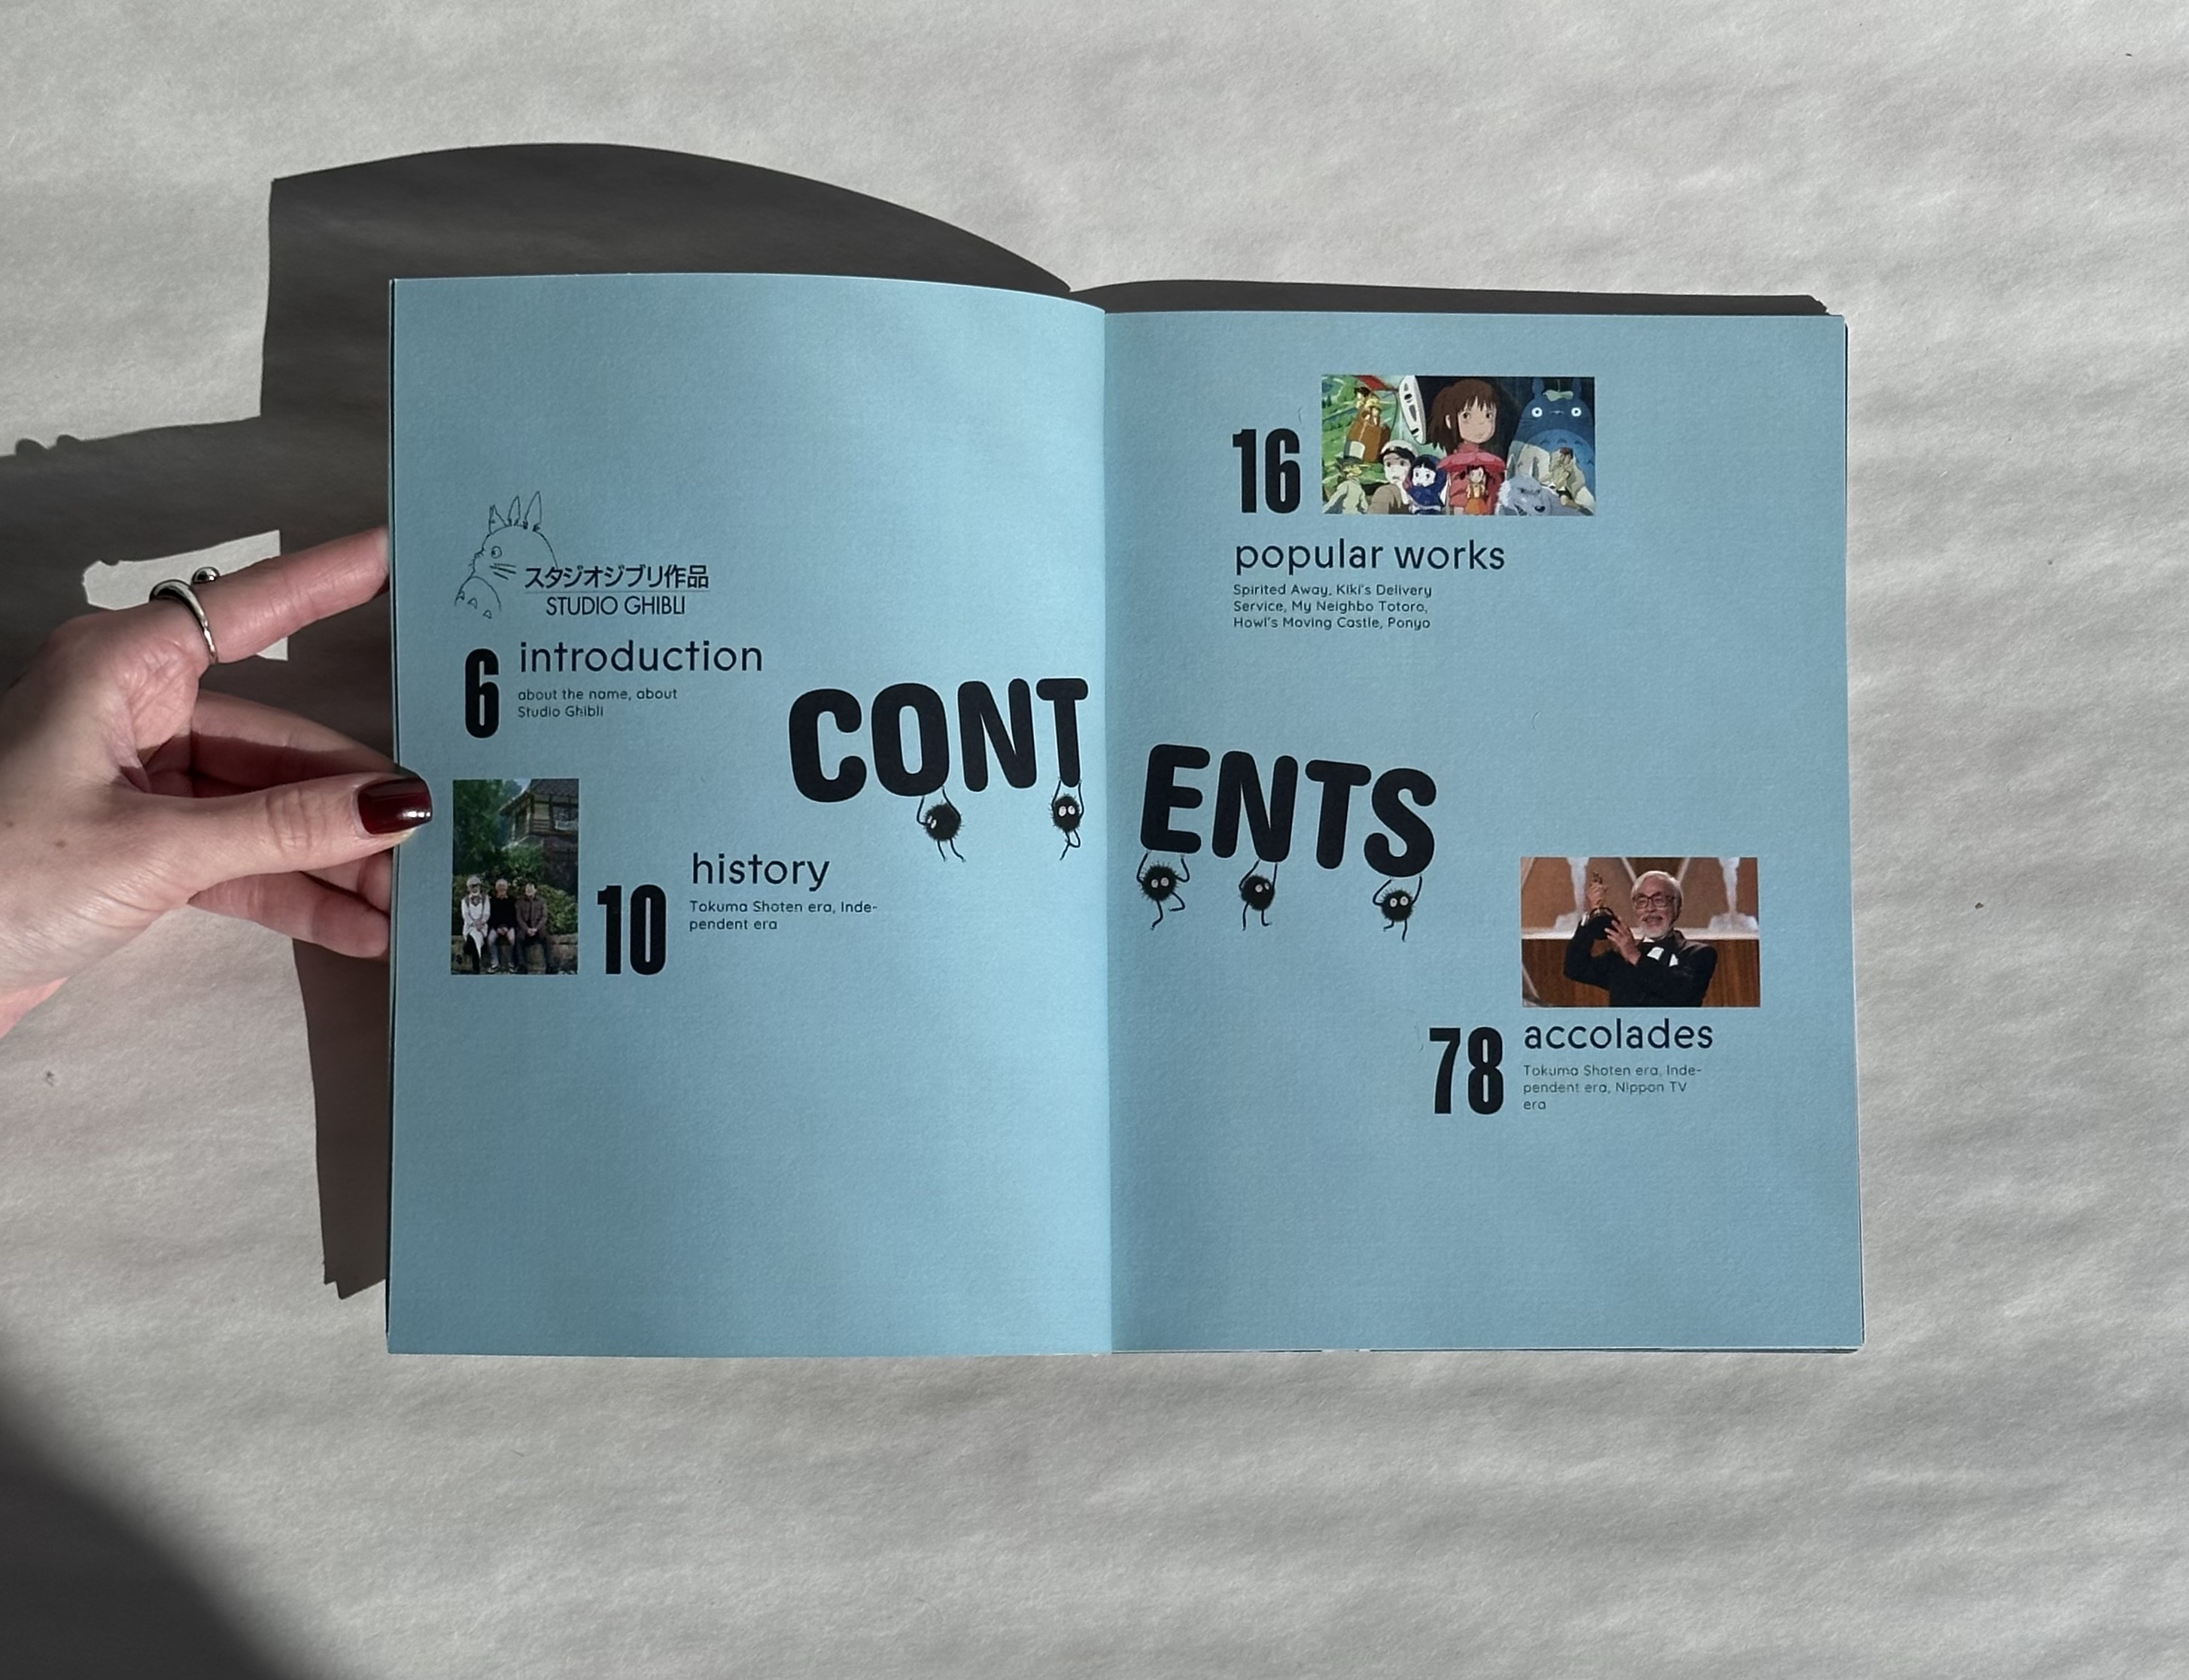 スタジオジブリ作品
STUDIO GHIBLI
6
introduction
about the name, about
Studio Ghibli
10
history
Tokuma Shoten era, Inde-
pendent era
CONTENTS
16
popular works
Spirited Away, Kiki's Delivery
Service, My Neighbo Totoro,
Howl's Moving Castle, Ponyo
78
accolades
Tokuma Shoten era, Inde-
pendent era, Nippon TV
era